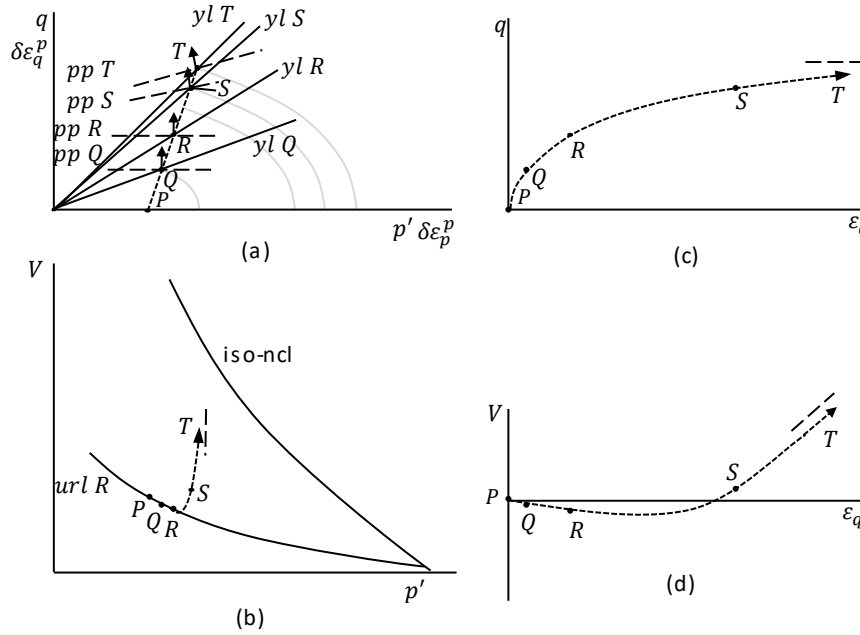 q
yl T
yl S
δε_q^p
T
pp T
yl R
pp S
S
pp R
R
pp Q
yl Q
Q
P
p′ δε_p^p
(a)
q
T
S
R
Q
P
(c)
V
iso-ncl
T
url R
S
P
Q
R
p′
(b)
V
T
P
S
Q
R
ε_q
(d)